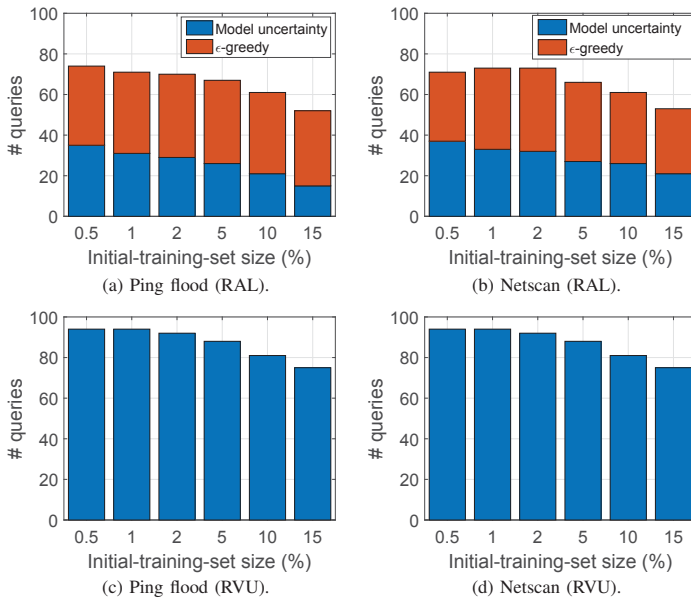 100
80
60
40
20
0
# queries
Model uncertainty
ϵ-greedy
0.5 1 2 5 10 15
Initial-training-set size (%)
(a) Ping flood (RAL).
100
80
60
40
20
0
# queries
Model uncertainty
ϵ-greedy
0.5 1 2 5 10 15
Initial-training-set size (%)
(b) Netscan (RAL).
100
80
60
40
20
0
# queries
0.5 1 2 5 10 15
Initial-training-set size (%)
(c) Ping flood (RVU).
100
80
60
40
20
0
# queries
0.5 1 2 5 10 15
Initial-training-set size (%)
(d) Netscan (RVU).